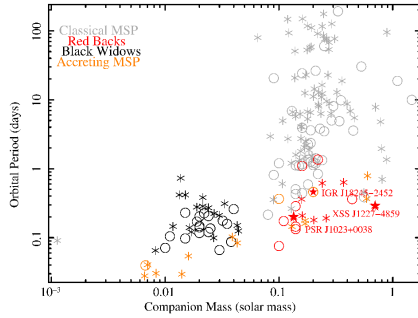 Classical MSP
Red Backs
Black Widows
Accreting MSP
Orbital Period (days)
100
10
1
0.1
IGR J18245−2452
XSS J1227−4859
PSR J1023+0038
10⁻³
0.01
0.1
1
Companion Mass (solar mass)